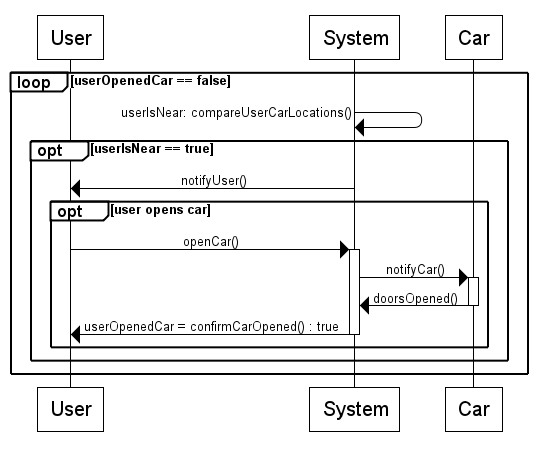 User System Car
loop [userOpenedCar == false]
userIsNear: compareUserCarLocations()
opt [userIsNear == true]
notifyUser()
opt [user opens car]
openCar()
notifyCar()
doorsOpened()
userOpenedCar = confirmCarOpened() : true
User System Car